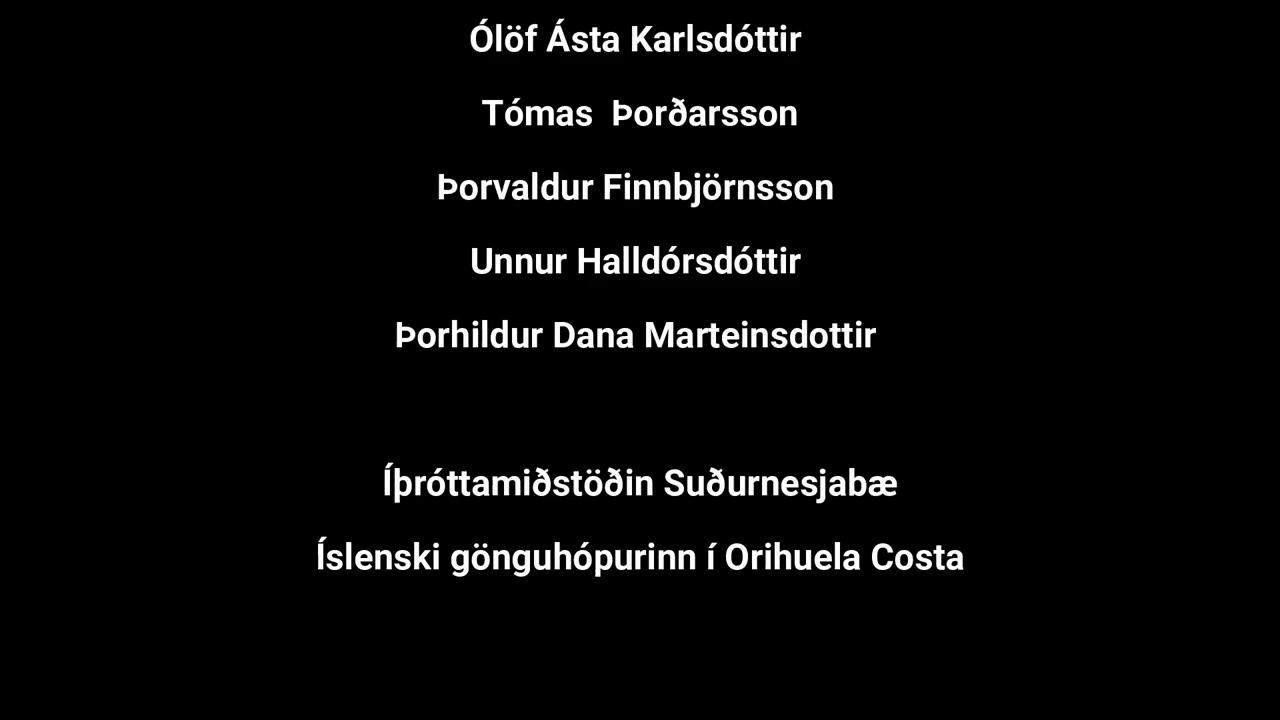 Ólöf Ásta Karlsdóttir
Tómas  Þorðarsson
Þorvaldur Finnbjörnsson
Unnur Halldórsdóttir
Þorhildur Dana Marteinsdottir
Íþróttamiðstöðin Suðurnesjabæ
Íslenski gönguhópurinn í Orihuela Costa